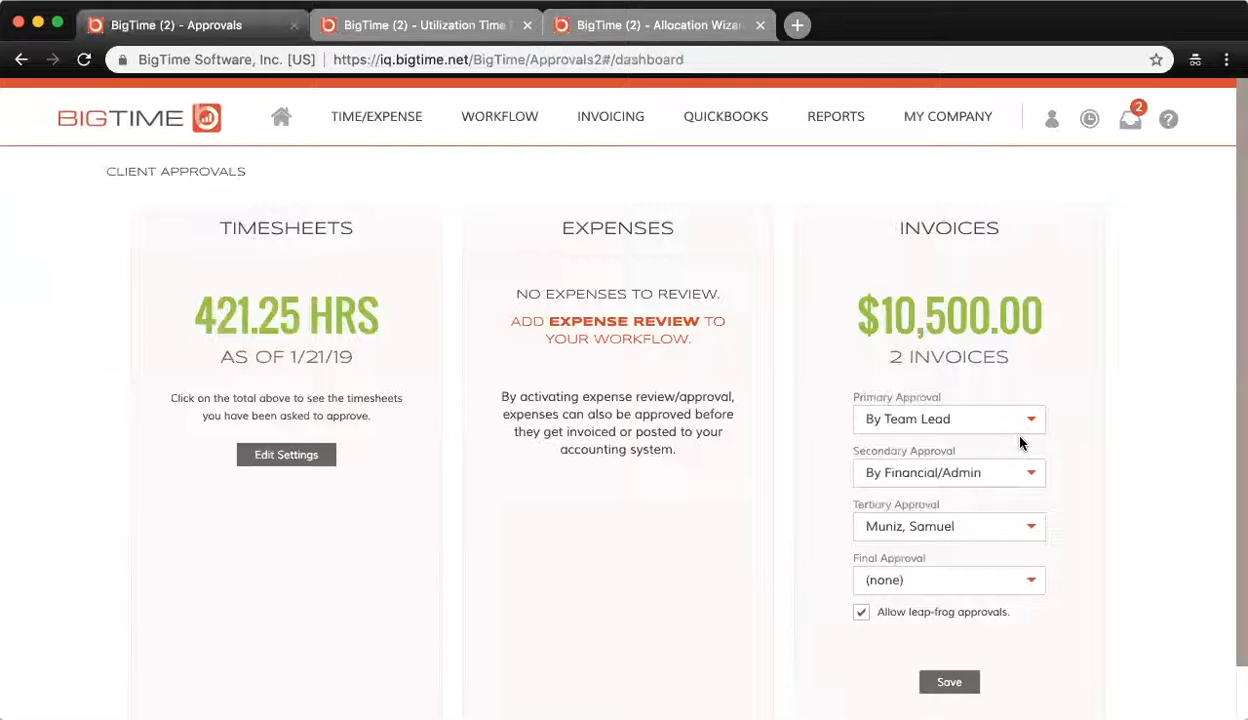 BigTime (2) - Approvals
BigTime (2) - Utilization Time
BigTime (2) - Allocation Wizar
BigTime Software, Inc. [US] | https://iq.bigtime.net/BigTime/Approvals2#/dashboard
BIGTIME
TIME/EXPENSE
WORKFLOW
INVOICING
QUICKBOOKS
REPORTS
MY COMPANY
2
?
CLIENT APPROVALS
TIMESHEETS
421.25 HRS
AS OF 1/21/19
Click on the total above to see the timesheets
you have been asked to approve.
Edit Settings
EXPENSES
NO EXPENSES TO REVIEW.
ADD EXPENSE REVIEW TO
YOUR WORKFLOW.
By activating expense review/approval,
expenses can also be approved before
they get invoiced or posted to your
accounting system.
INVOICES
$10,500.00
2 INVOICES
Primary Approval
By Team Lead
Secondary Approval
By Financial/Admin
Tertiary Approval
Muniz, Samuel
Final Approval
(none)
Allow leap-frog approvals.
Save